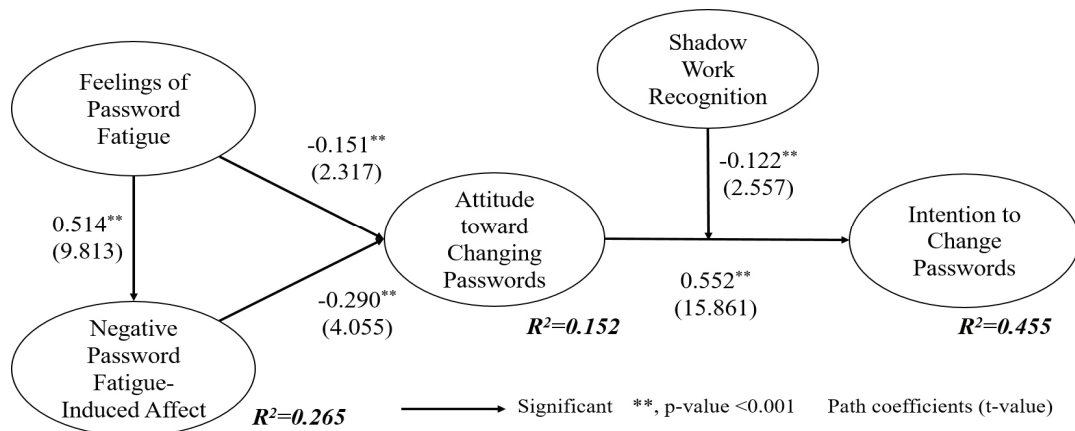 Feelings of
Password
Fatigue
Shadow
Work
Recognition
-0.151**
(2.317)
-0.122**
(2.557)
0.514**
(9.813)
Attitude
toward
Changing
Passwords
Intention to
Change
Passwords
-0.290**
(4.055)
0.552**
(15.861)
R²=0.152
R²=0.455
Negative
Password
Fatigue-
Induced Affect
R²=0.265
Significant **, p-value <0.001 Path coefficients (t-value)